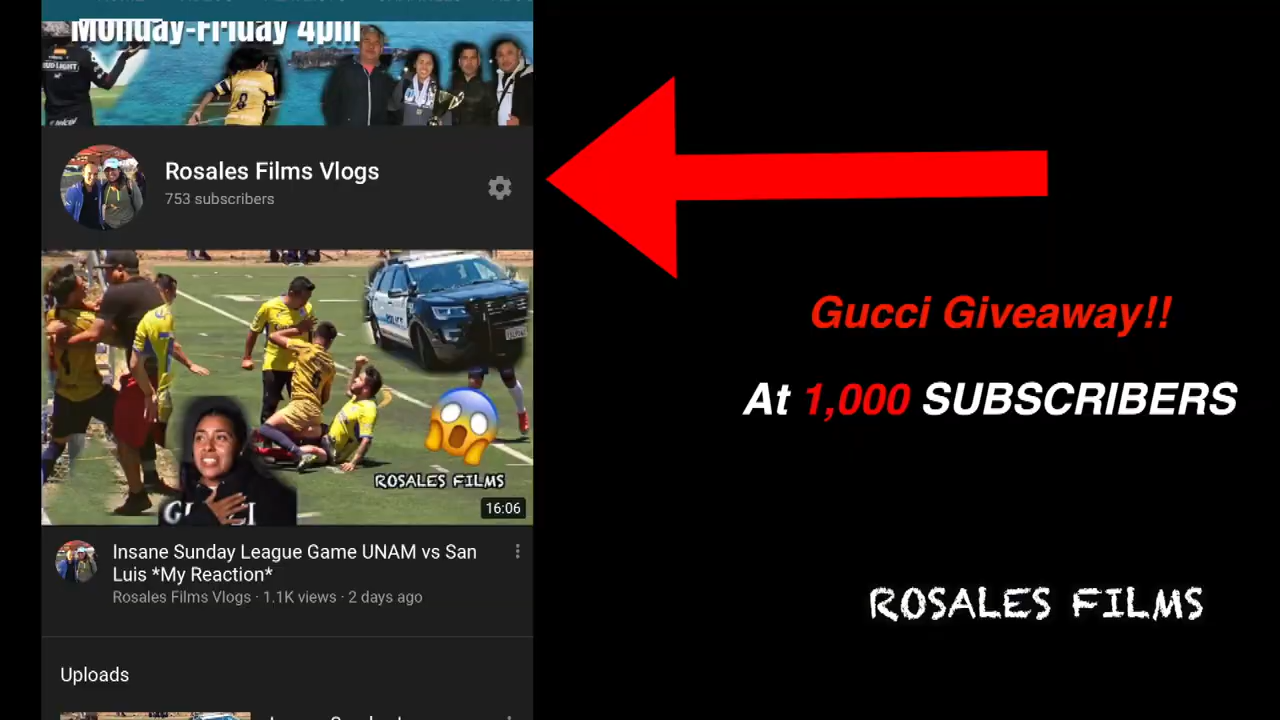 Monday-Friday 4pm
Rosales Films Vlogs
753 subscribers
Gucci Giveaway!!
At 1,000 SUBSCRIBERS
ROSALES FILMS
16:06
Insane Sunday League Game UNAM vs San
Luis *My Reaction*
Rosales Films Vlogs · 1.1K views · 2 days ago
ROSALES FILMS
Uploads